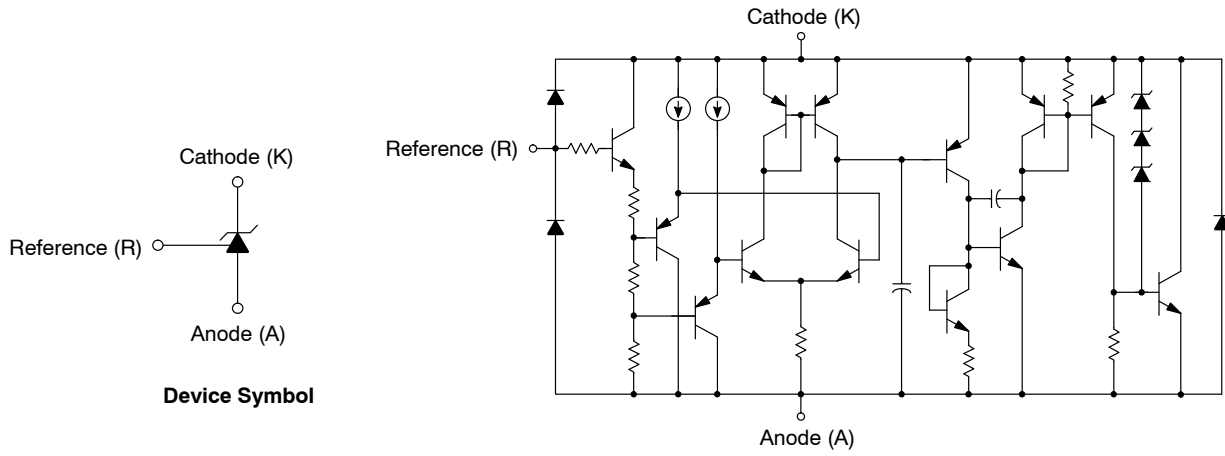 Cathode (K)
Reference (R)
Anode (A)
Device Symbol
Cathode (K)
Reference (R)
Anode (A)